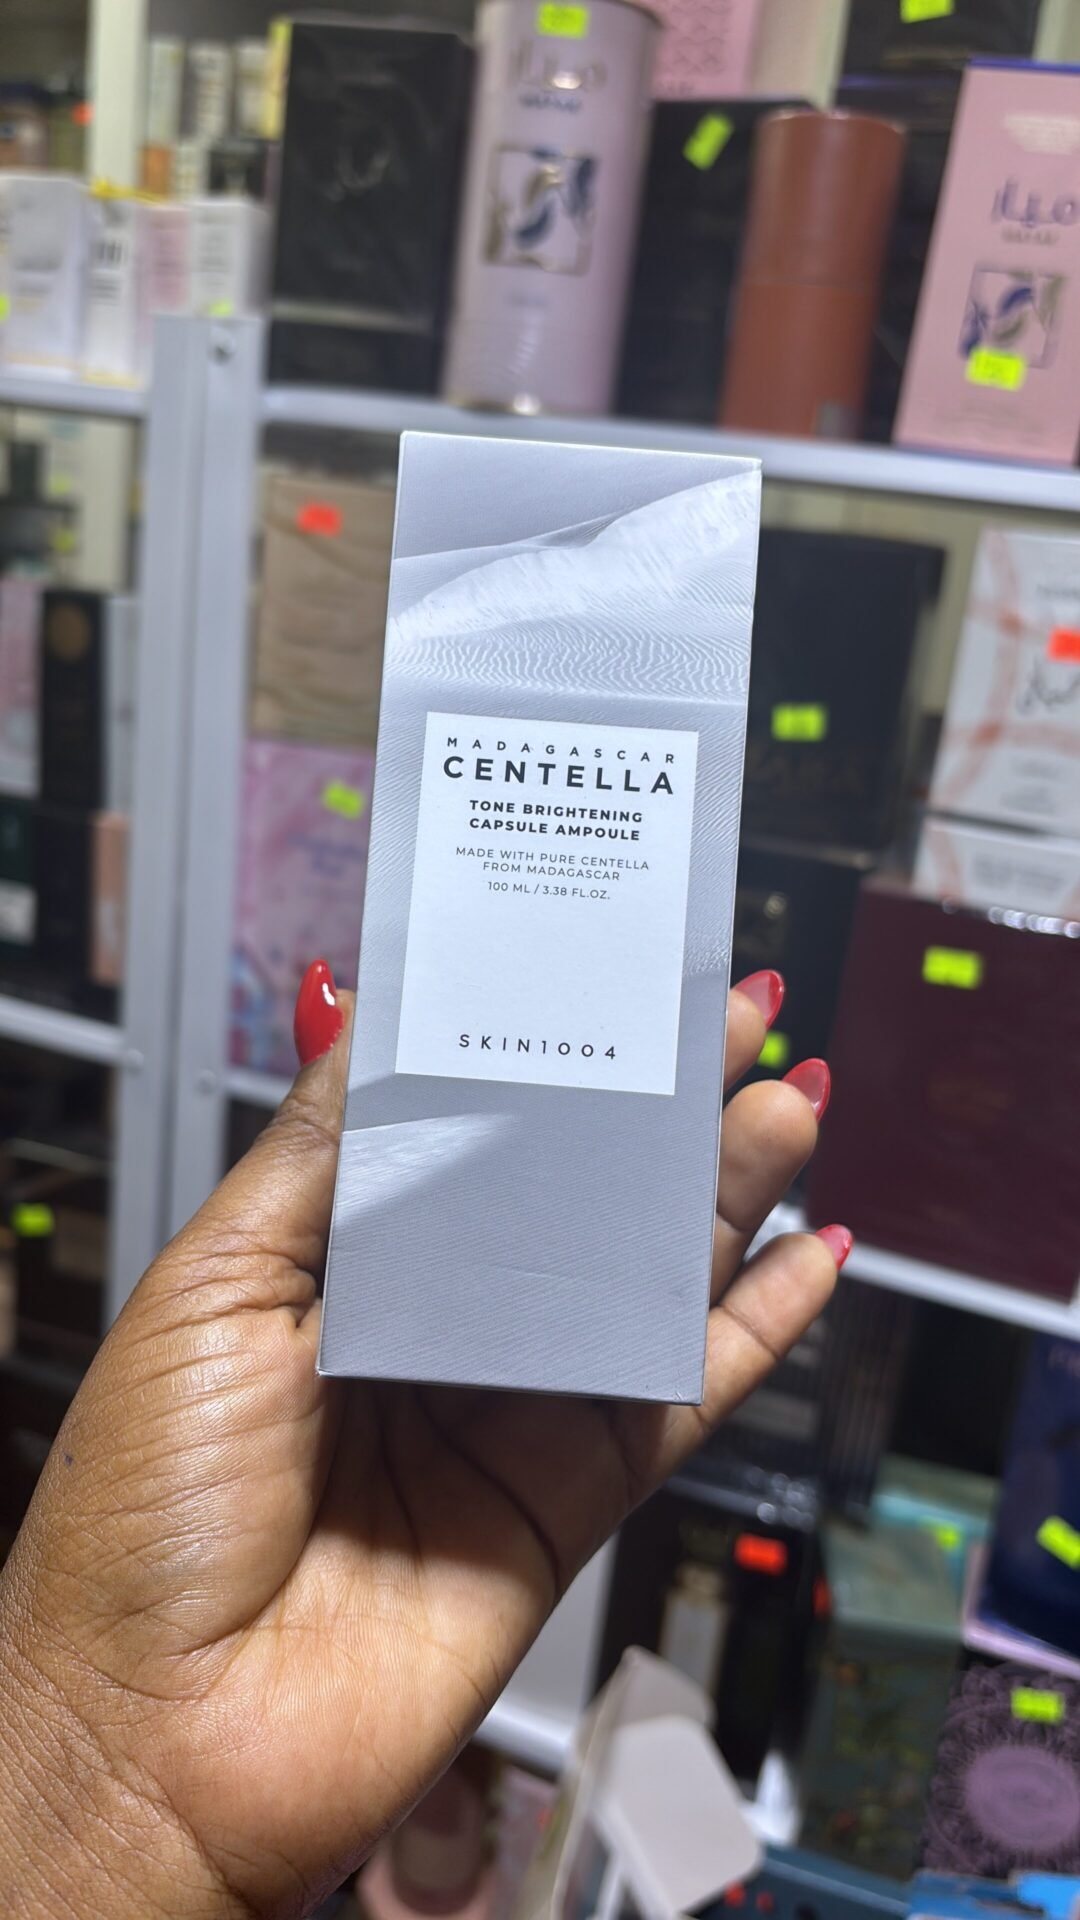 MADAGASCAR
CENTELLA
TONE BRIGHTENING
CAPSULE AMPOULE
MADE WITH PURE CENTELLA
FROM MADAGASCAR
100 ML / 3.38 FL.OZ.
SKIN1004